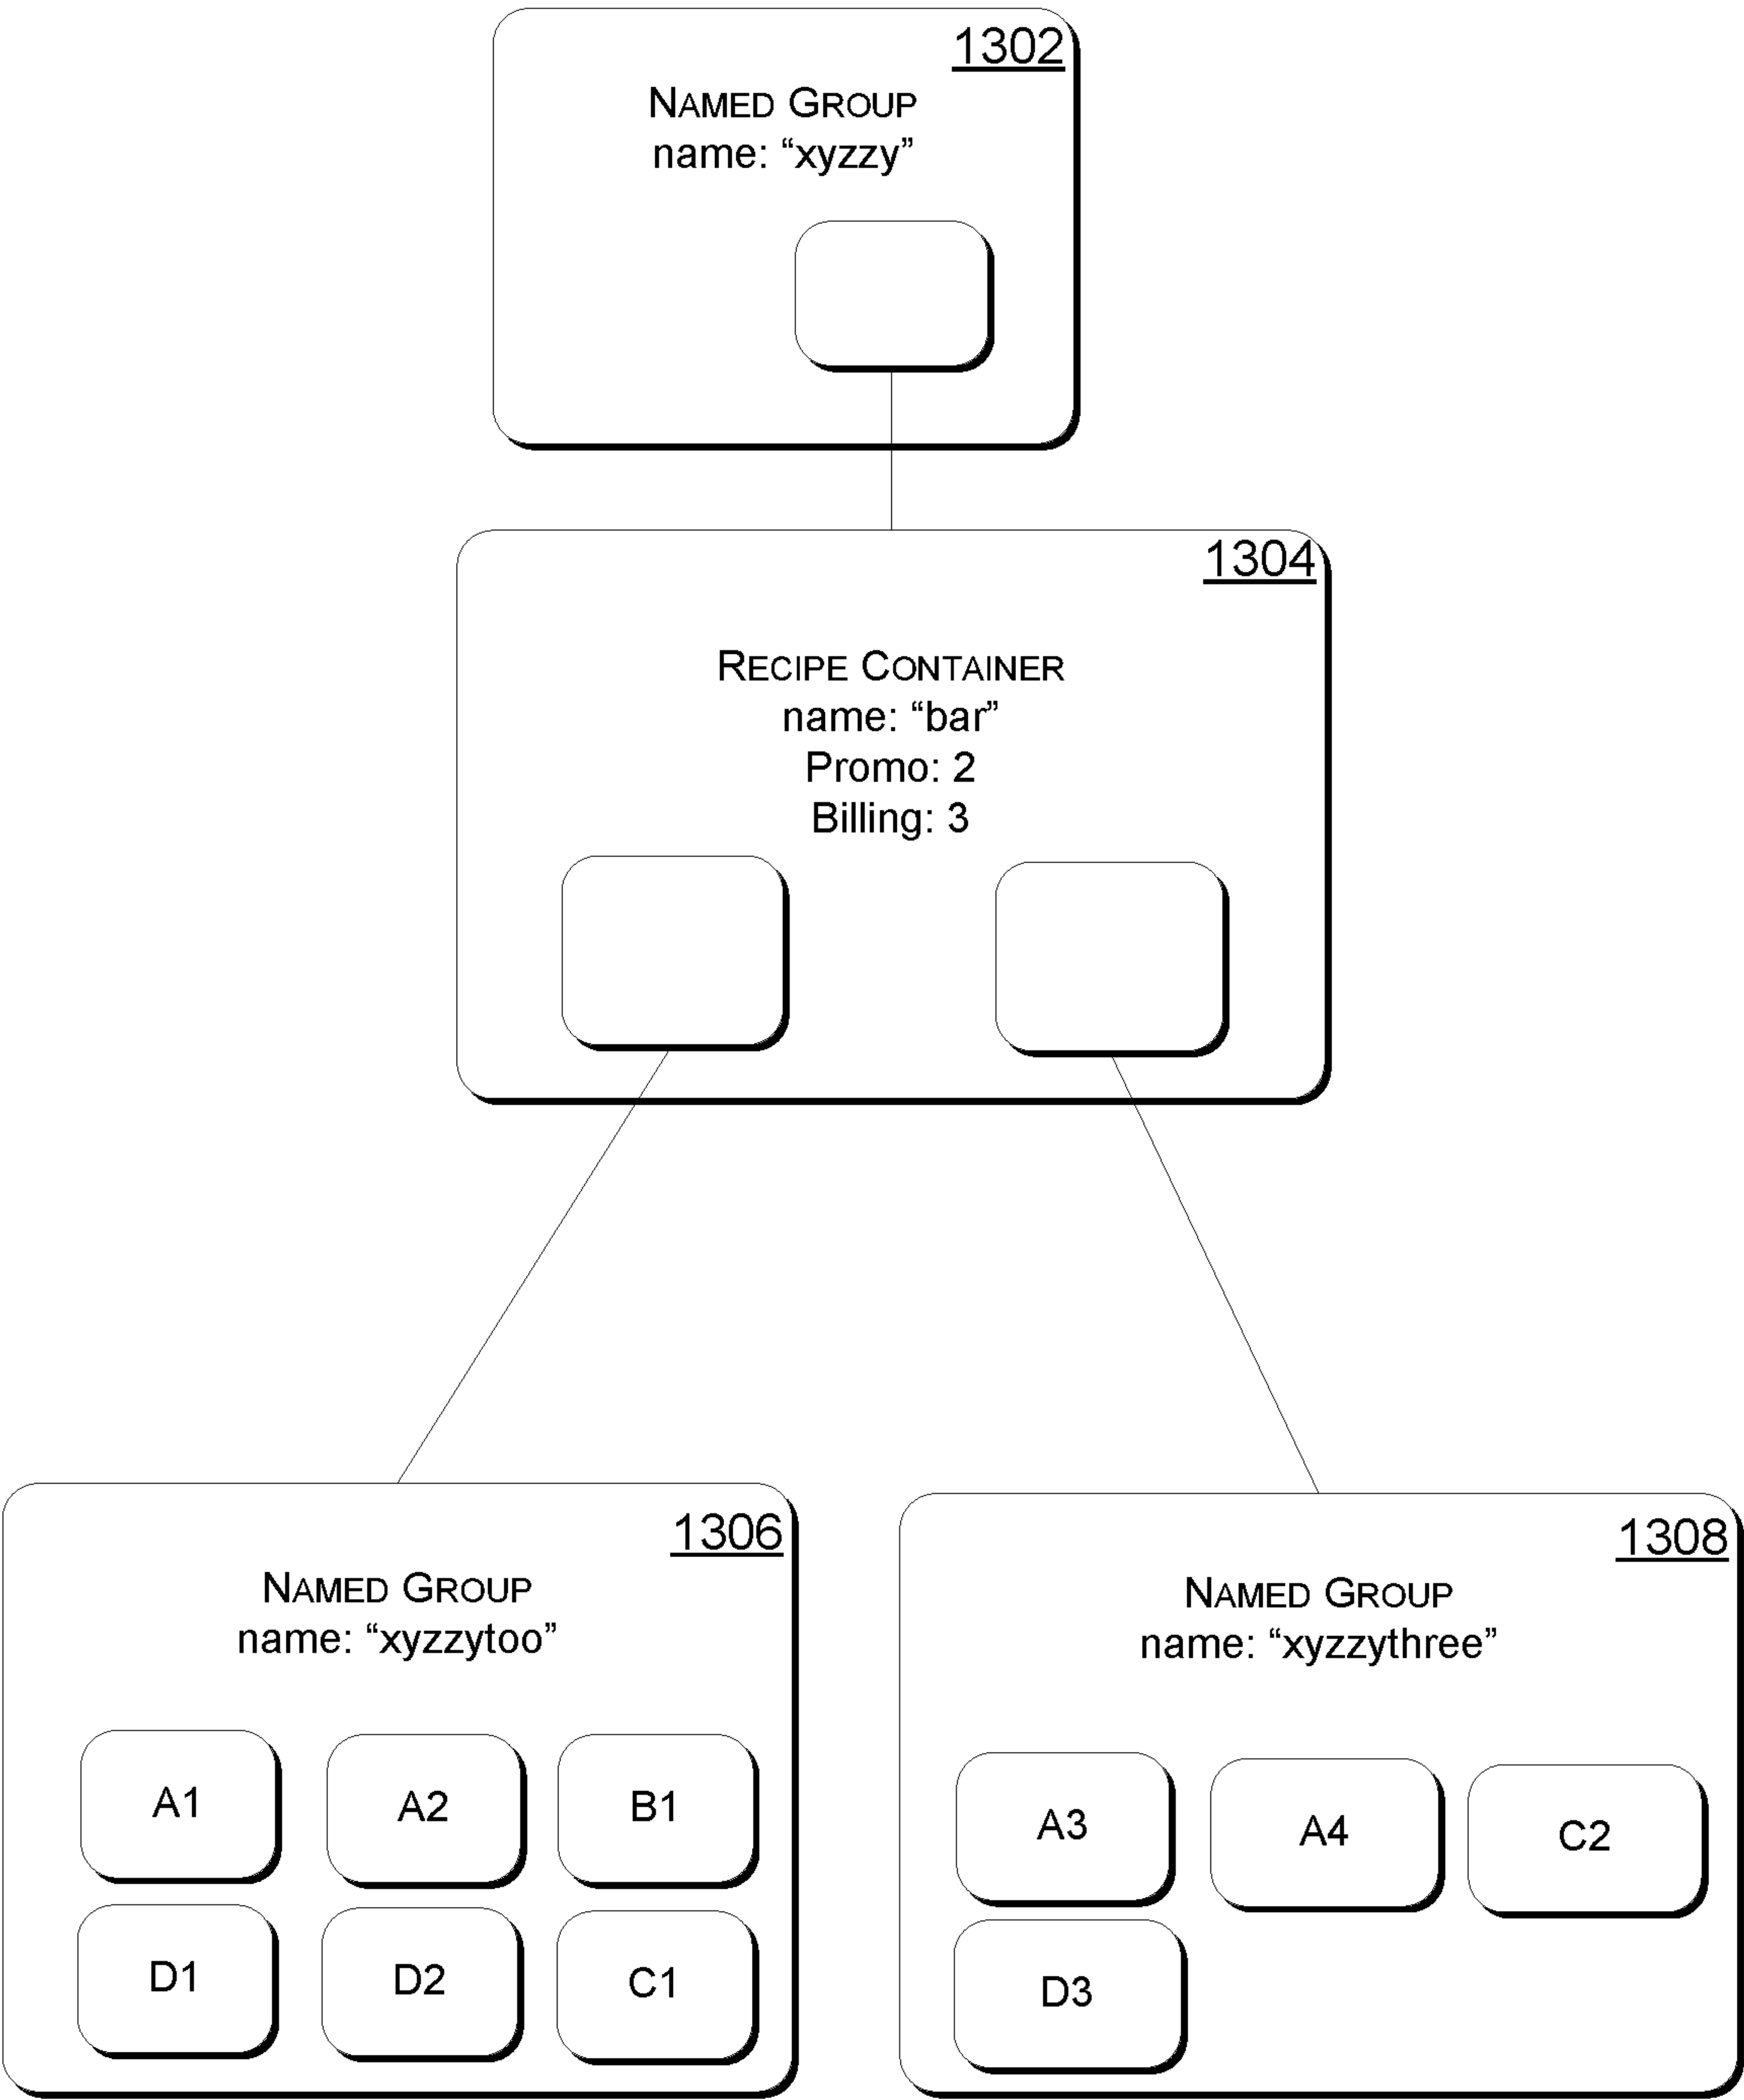 1302
NAMED GROUP
name: “xyzzy”
1304
RECIPE CONTAINER
name: “bar”
Promo: 2
Billing: 3
1306
NAMED GROUP
name: “xyzzytoo”
A1
A2
B1
D1
D2
C1
1308
NAMED GROUP
name: “xyzzythree”
A3
A4
C2
D3